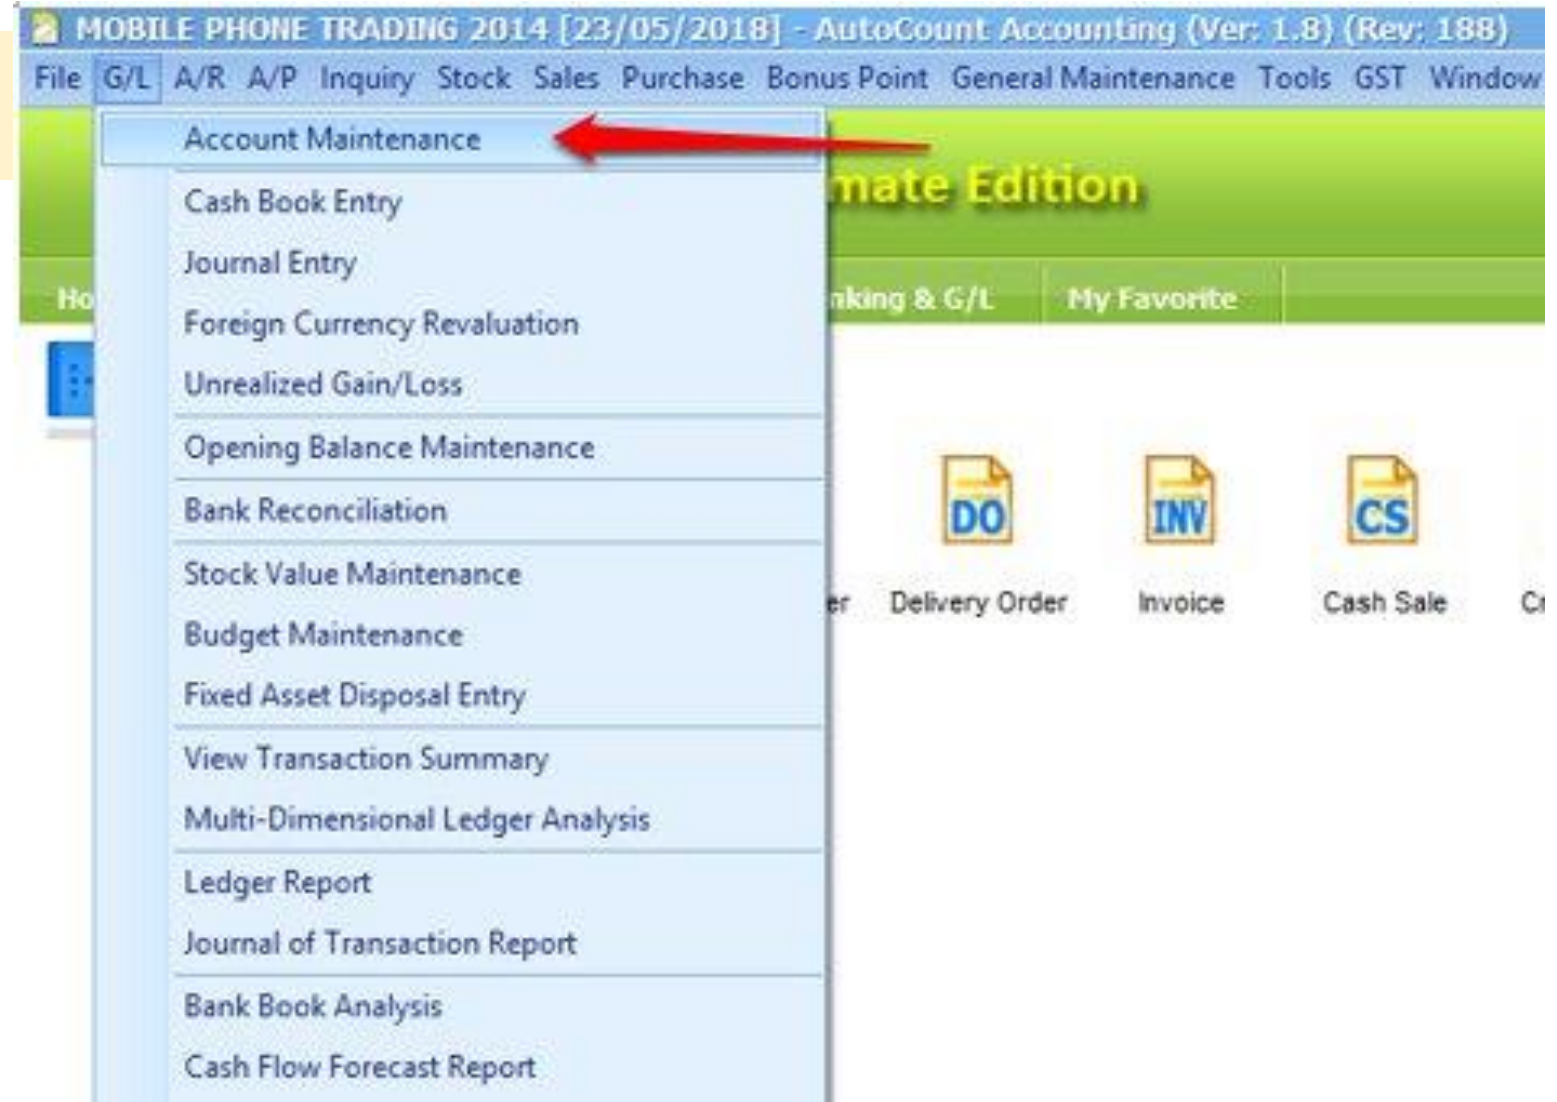 MOBILE PHONE TRADING 2014 [23/05/2018] - AutoCount Accounting (Ver: 1.8) (Rev: 188)
File G/L A/R A/P Inquiry Stock Sales Purchase Bonus Point General Maintenance Tools GST Window
Account Maintenance
mate Edition
Cash Book Entry
Journal Entry
Ho
nking & G/L My Favorite
Foreign Currency Revaluation
Unrealized Gain/Loss
Opening Balance Maintenance
Bank Reconciliation
Stock Value Maintenance
Budget Maintenance
Fixed Asset Disposal Entry
View Transaction Summary
Multi-Dimensional Ledger Analysis
Ledger Report
Journal of Transaction Report
Bank Book Analysis
Cash Flow Forecast Report
DO INV CS
er Delivery Order Invoice Cash Sale Cr